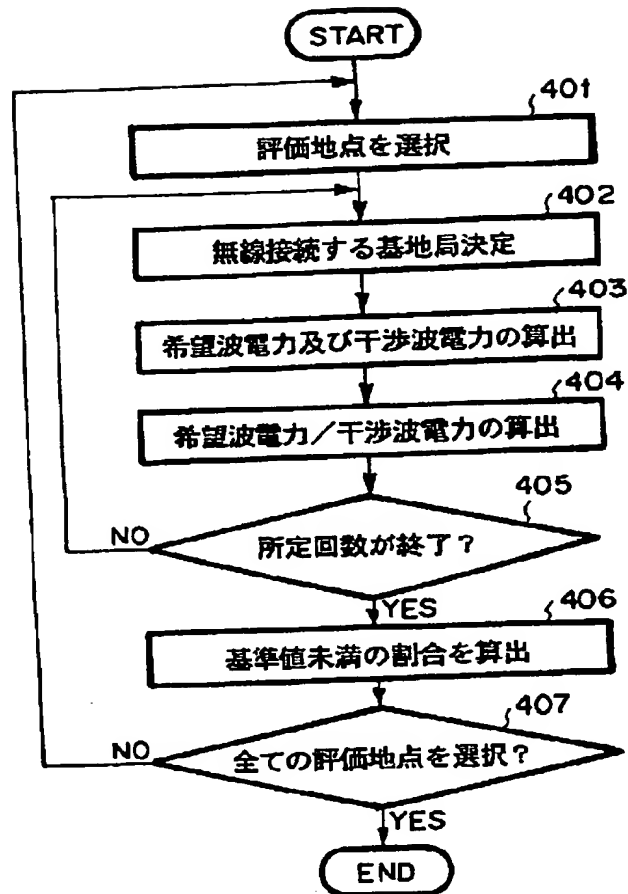 START
401
評価地点を選択
402
無線接続する基地局決定
403
希望波電力及び干渉波電力の算出
404
希望波電力／干渉波電力の算出
405
所定回数が終了？
NO
YES
406
基準値未満の割合を算出
407
全ての評価地点を選択？
NO
YES
END